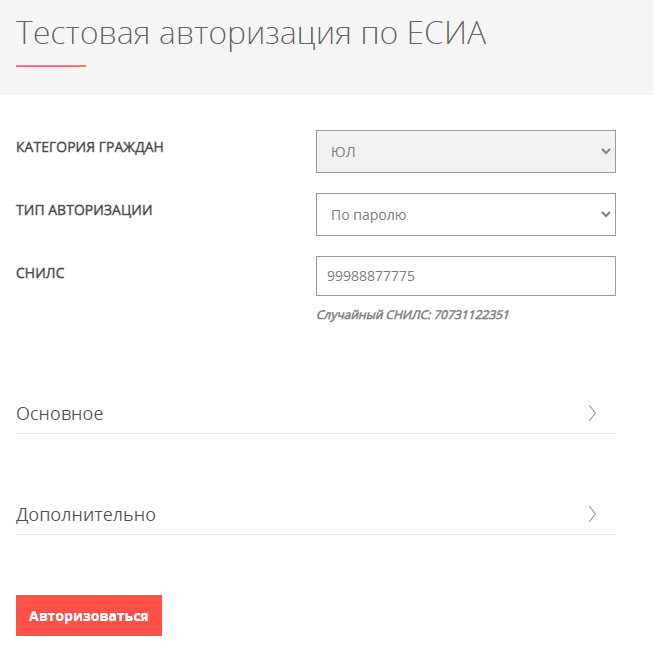 Тестовая авторизация по ЕСИА
КАТЕГОРИЯ ГРАЖДАН
ЮЛ
ТИП АВТОРИЗАЦИИ
По паролю
СНИЛС
99988877775
Случайный СНИЛС: 70731122351
Основное
Дополнительно
Авторизоваться